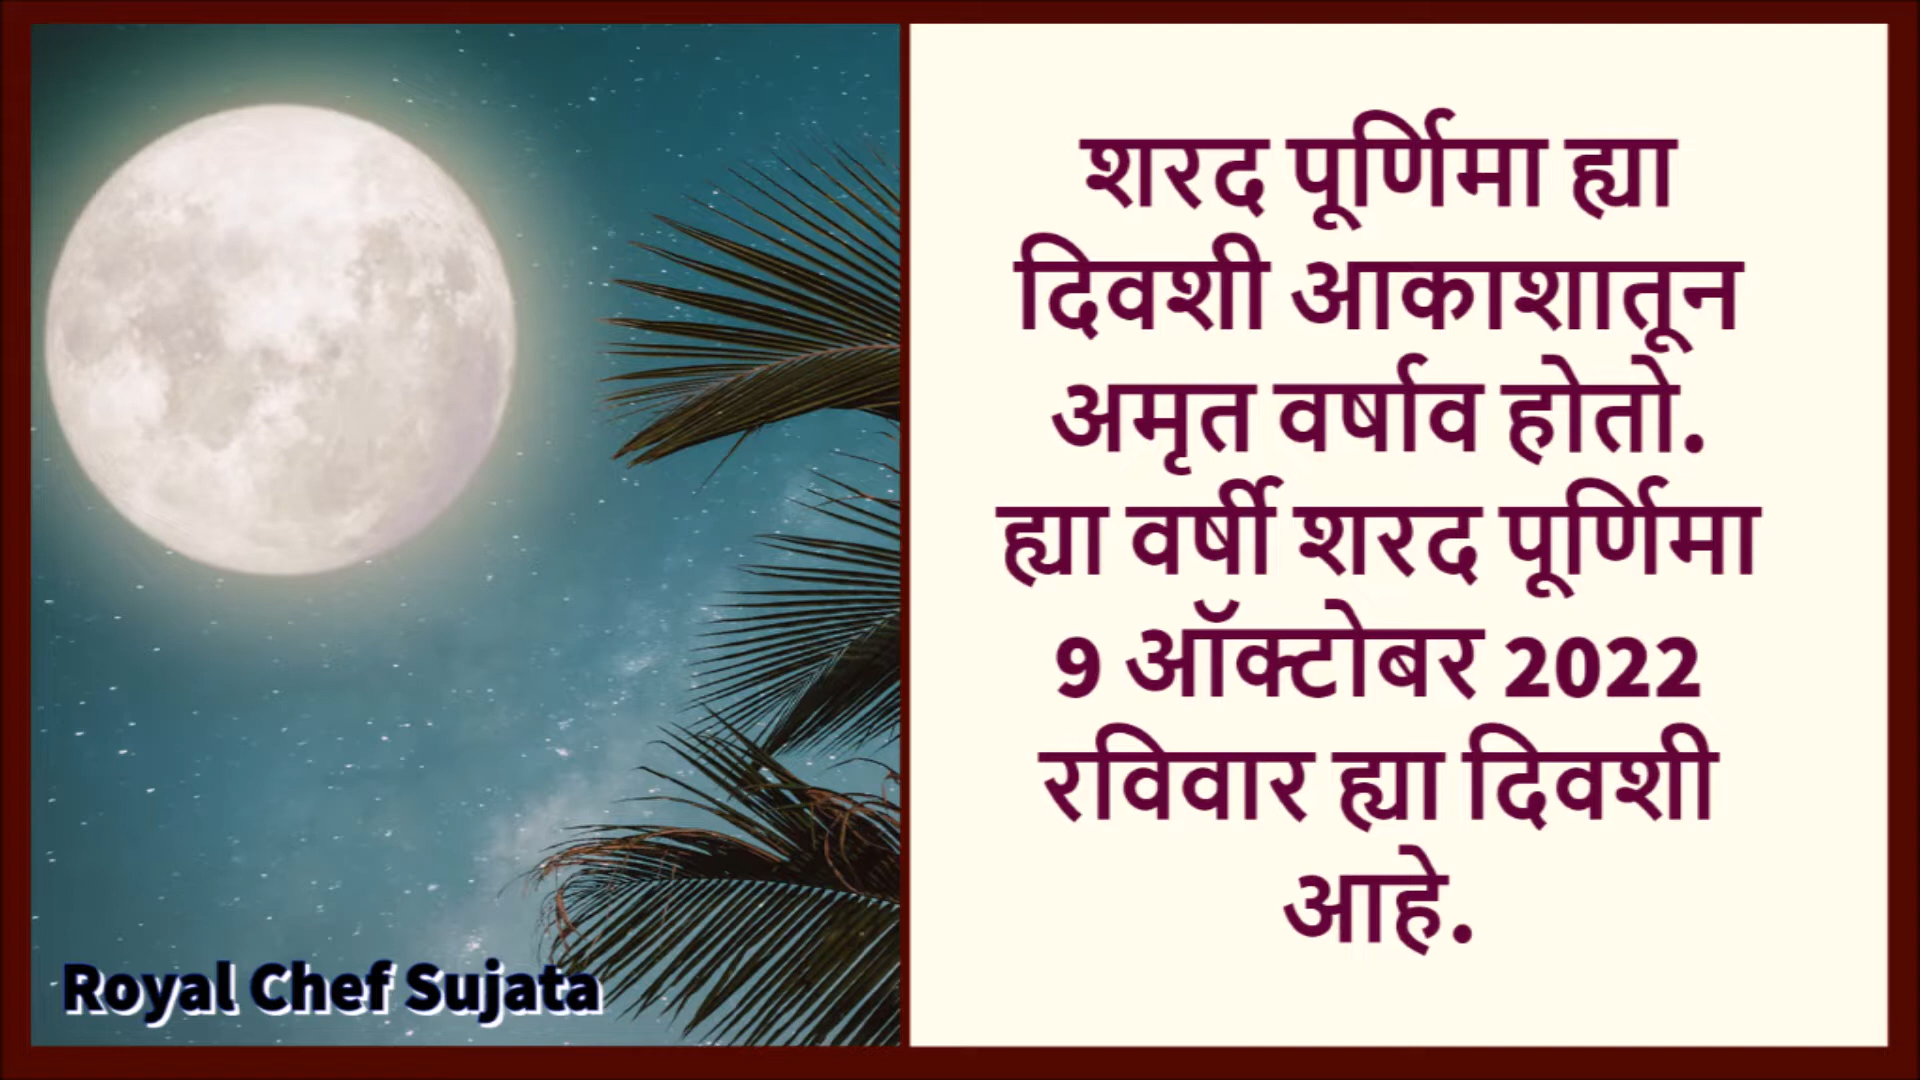 शरद पूर्णिमा ह्या
दिवशी आकाशातून
अमृत वर्षाव होतो.
ह्या वर्षी शरद पूर्णिमा
9 ऑक्टोबर 2022
रविवार ह्या दिवशी
आहे.
Royal Chef Sujata